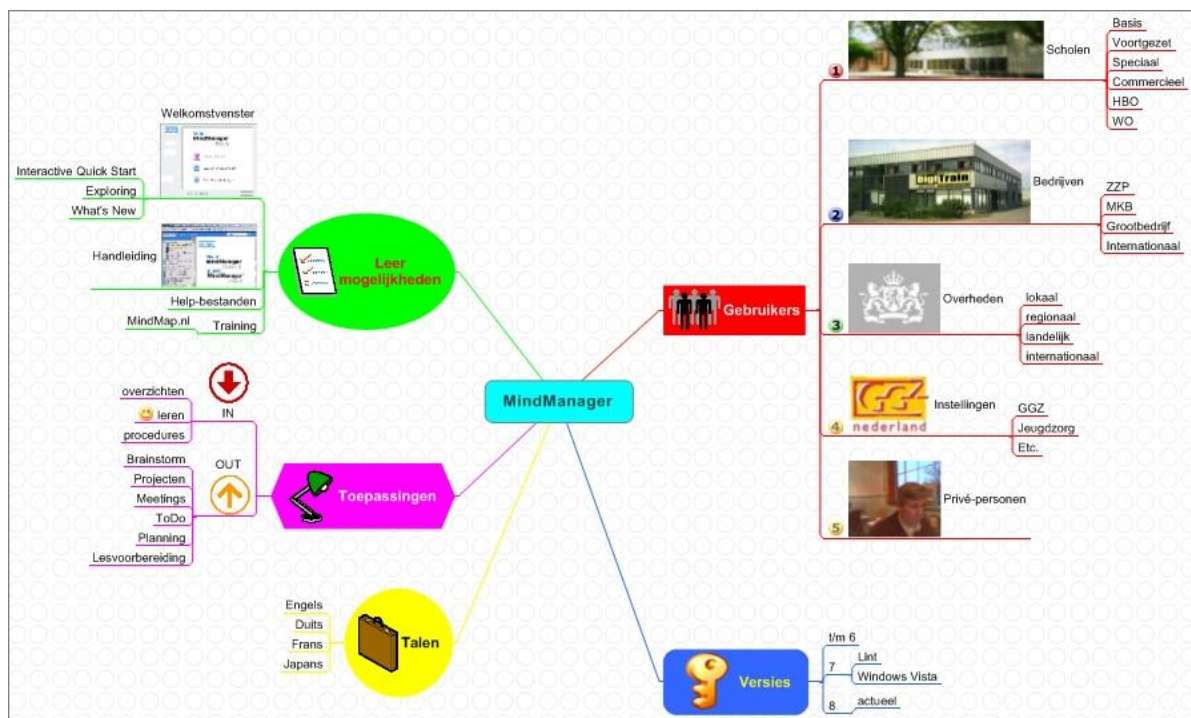 MindManager
Gebruikers
1
Scholen
Basis
Voortgezet
Speciaal
Commercieel
HBO
WO
2
DigiTrain
Bedrijven
ZZP
MKB
Grootbedrijf
Internationaal
3
Overheden
lokaal
regionaal
landelijk
internationaal
4
GGZ
nederland
Instellingen
GGZ
Jeugdzorg
Etc.
5
Privé-personen
Versies
t/m 6
7
Lint
Windows Vista
8
actueel
Leer
mogelijkheden
Welkomstvenster
MindManager
Interactive Quick Start
Exploring
What's New
Handleiding
Help-bestanden
Training
MindMap.nl
Toepassingen
IN
overzichten
leren
procedures
OUT
Brainstorm
Projecten
Meetings
ToDo
Planning
Lesvoorbereiding
Talen
Engels
Duits
Frans
Japans